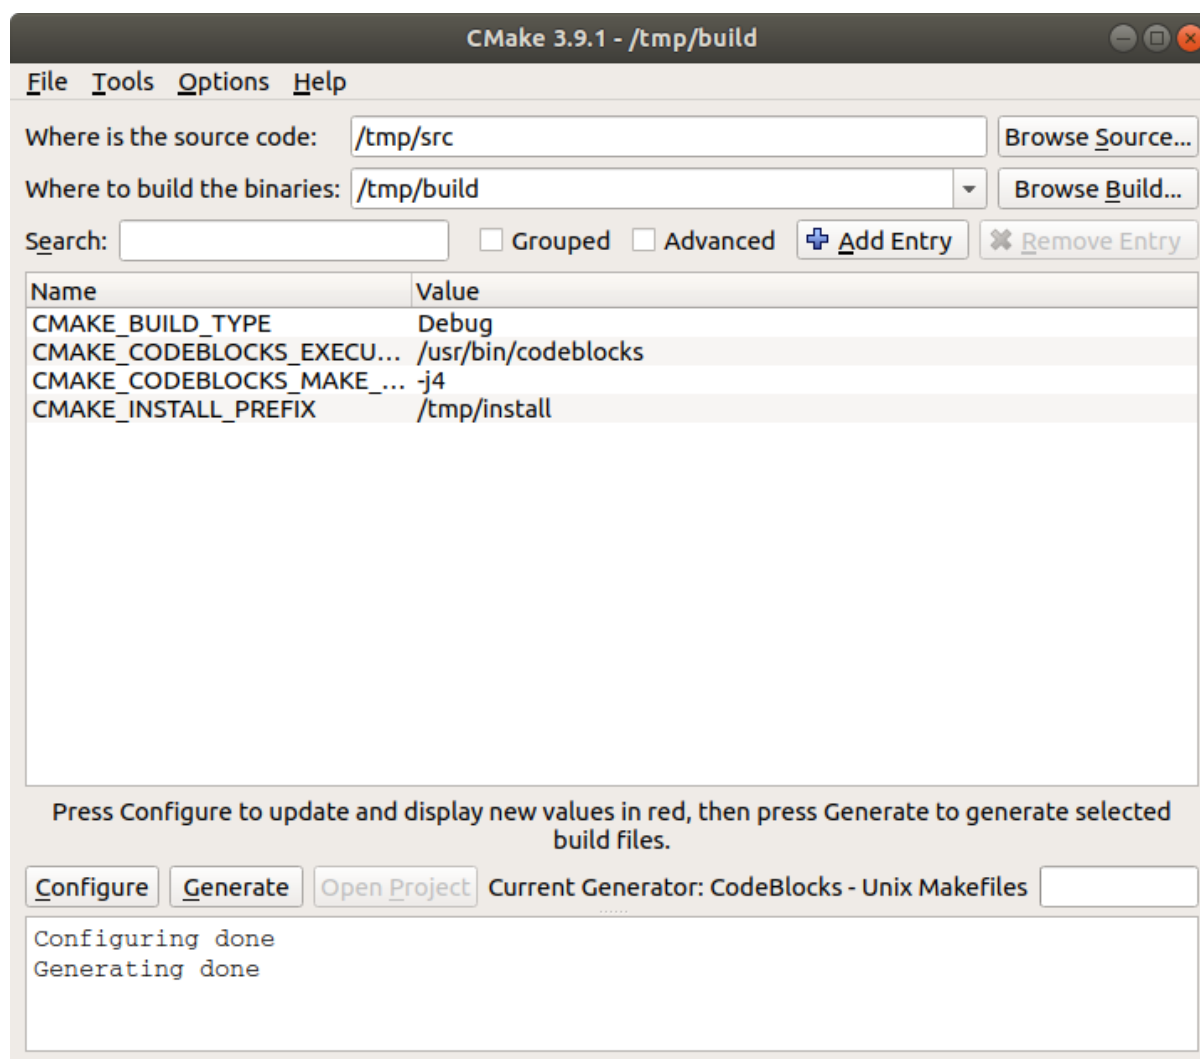 CMake 3.9.1 - /tmp/build
File Tools Options Help
Where is the source code: /tmp/src Browse Source...
Where to build the binaries: /tmp/build Browse Build...
Search: Grouped Advanced Add Entry Remove Entry
Name Value
CMAKE_BUILD_TYPE Debug
CMAKE_CODEBLOCKS_EXECU... /usr/bin/codeblocks
CMAKE_CODEBLOCKS_MAKE_... -j4
CMAKE_INSTALL_PREFIX /tmp/install
Press Configure to update and display new values in red, then press Generate to generate selected
build files.
Configure Generate Open Project Current Generator: CodeBlocks - Unix Makefiles
Configuring done
Generating done